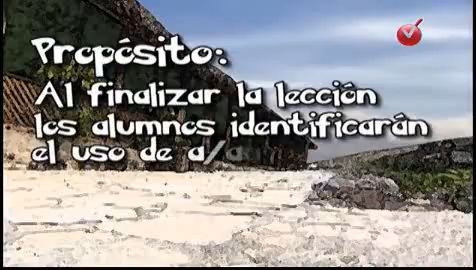 Propósito:
Al finalizar la lección
los alumnos identificarán
el uso de a/a